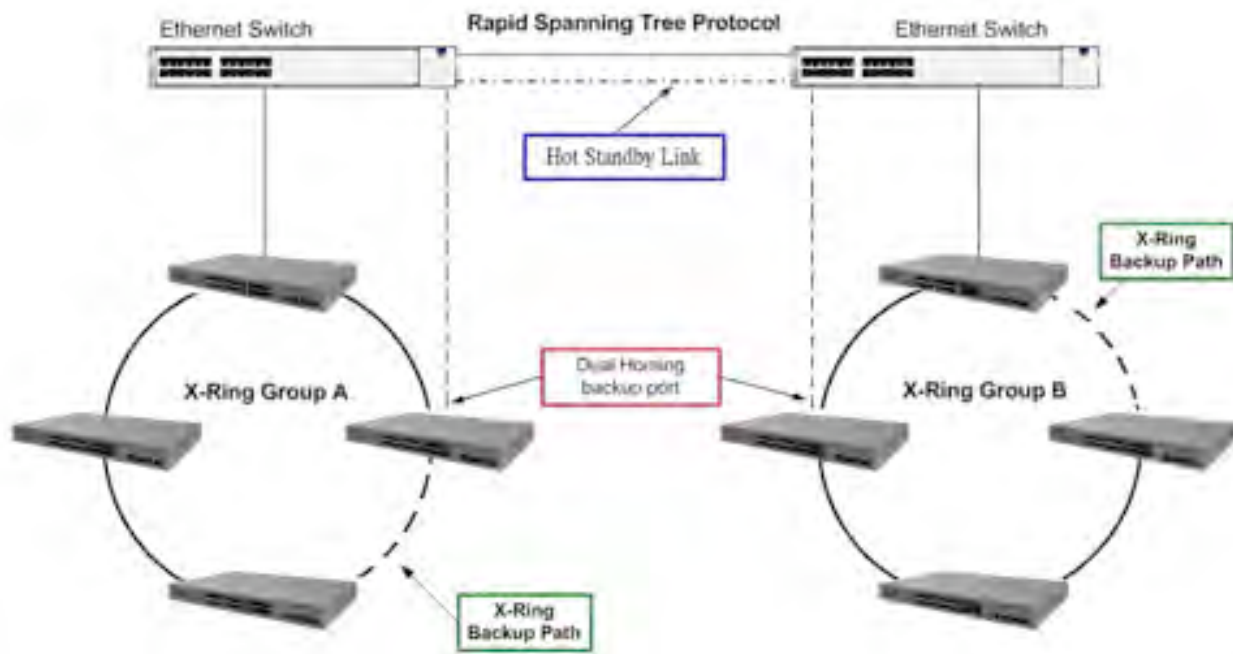 Rapid Spanning Tree Protocol
Ethernet Switch
Ethernet Switch
Hot Standby Link
X-Ring
Backup Path
Dual Homing
backup port
X-Ring Group A
X-Ring Group B
X-Ring
Backup Path